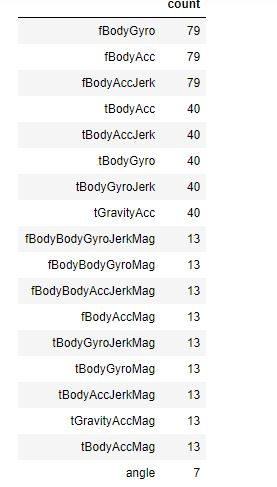 count
fBodyGyro 79
fBodyAcc 79
fBodyAccJerk 79
tBodyAcc 40
tBodyAccJerk 40
tBodyGyro 40
tBodyGyroJerk 40
tGravityAcc 40
fBodyBodyGyroJerkMag 13
fBodyBodyGyroMag 13
fBodyBodyAccJerkMag 13
fBodyAccMag 13
tBodyGyroJerkMag 13
tBodyGyroMag 13
tBodyAccJerkMag 13
tGravityAccMag 13
tBodyAccMag 13
angle 7